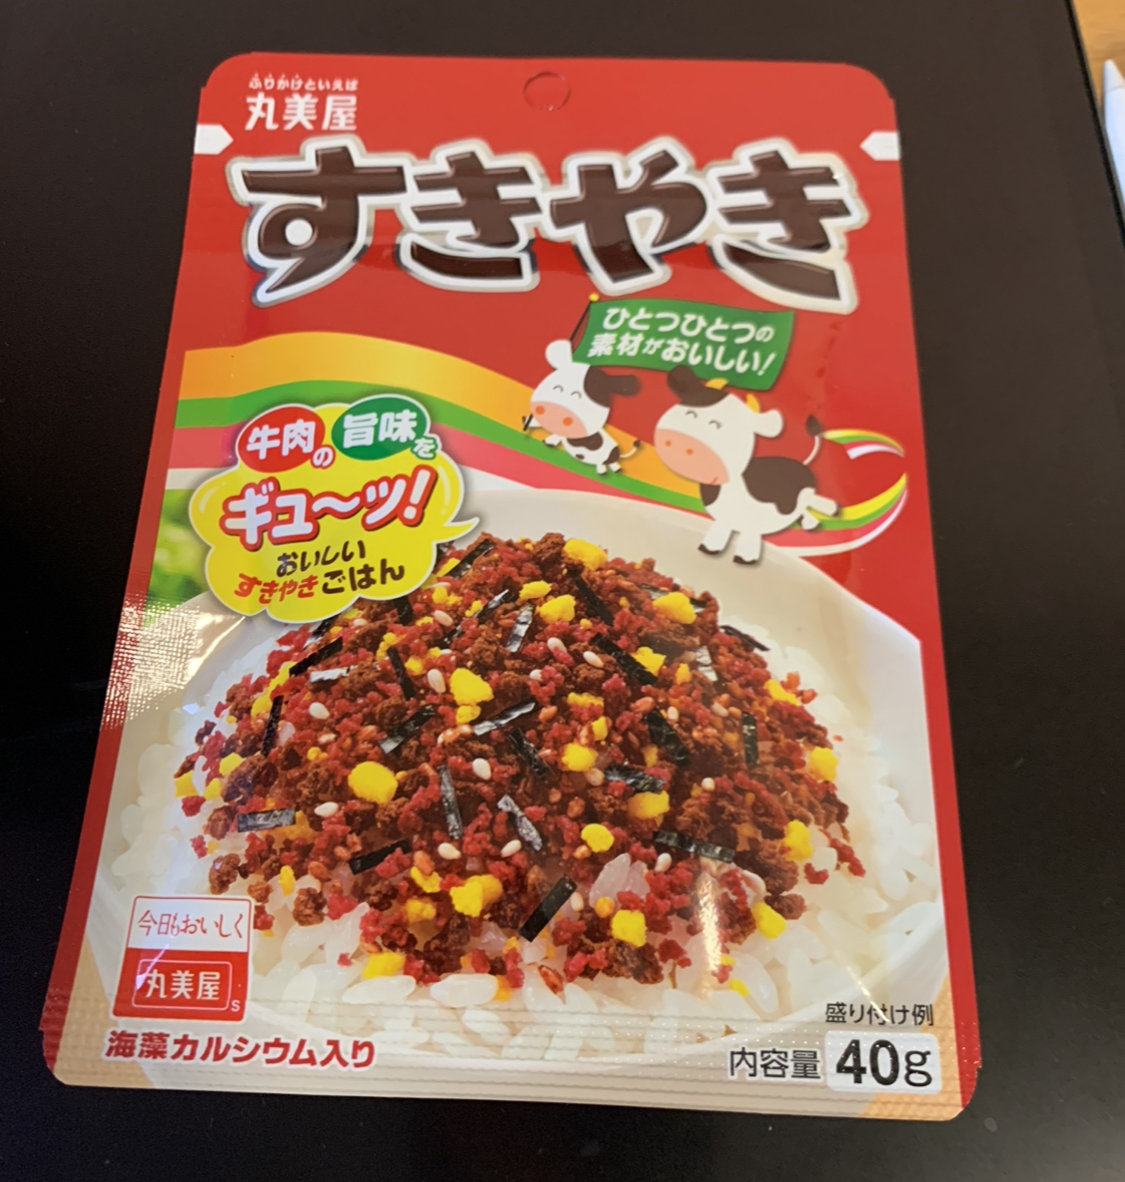 ふりかけといえば
丸美屋
すきやき
ひとつひとつの
素材がおいしい!
牛肉の旨味を
ギュ〜ッ!
おいしい
すきやきごはん
今日もおいしく
丸美屋
S
海藻カルシウム入り
盛り付け例
内容量 40g